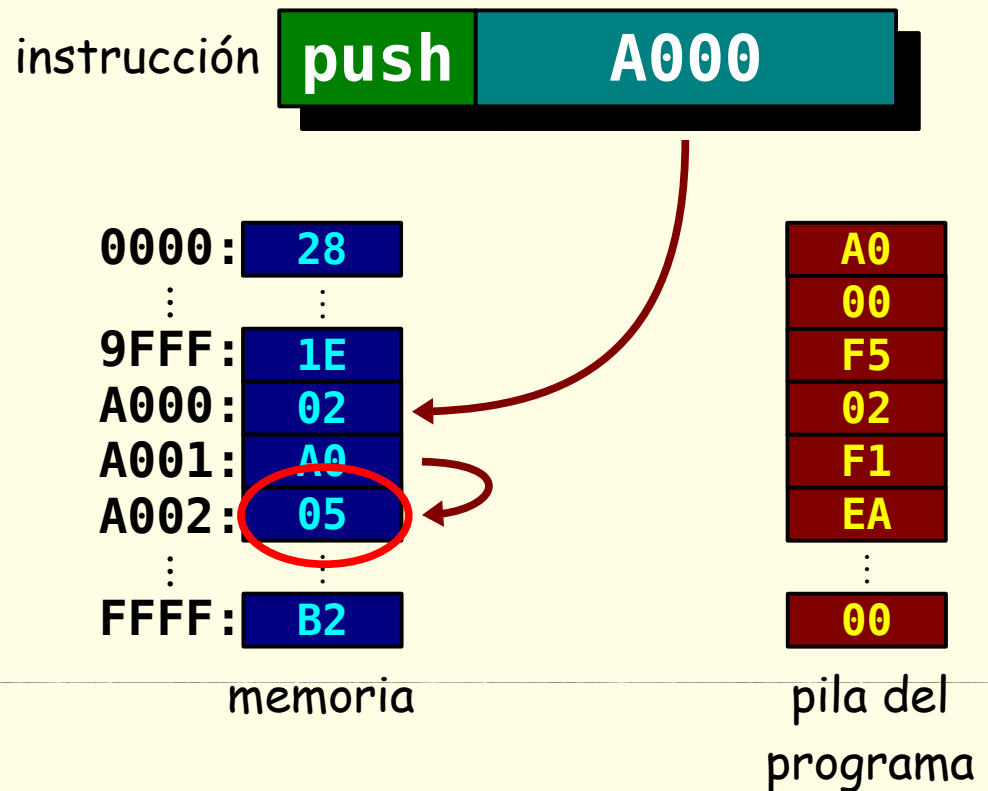 instrucción push A000
0000: 28 A0
⋮ ⋮ 00
9FFF: 1E F5
A000: 02 02
A001: A0 F1
A002: 05 EA
⋮ ⋮ ⋮
FFFF: B2 00
memoria pila del
programa